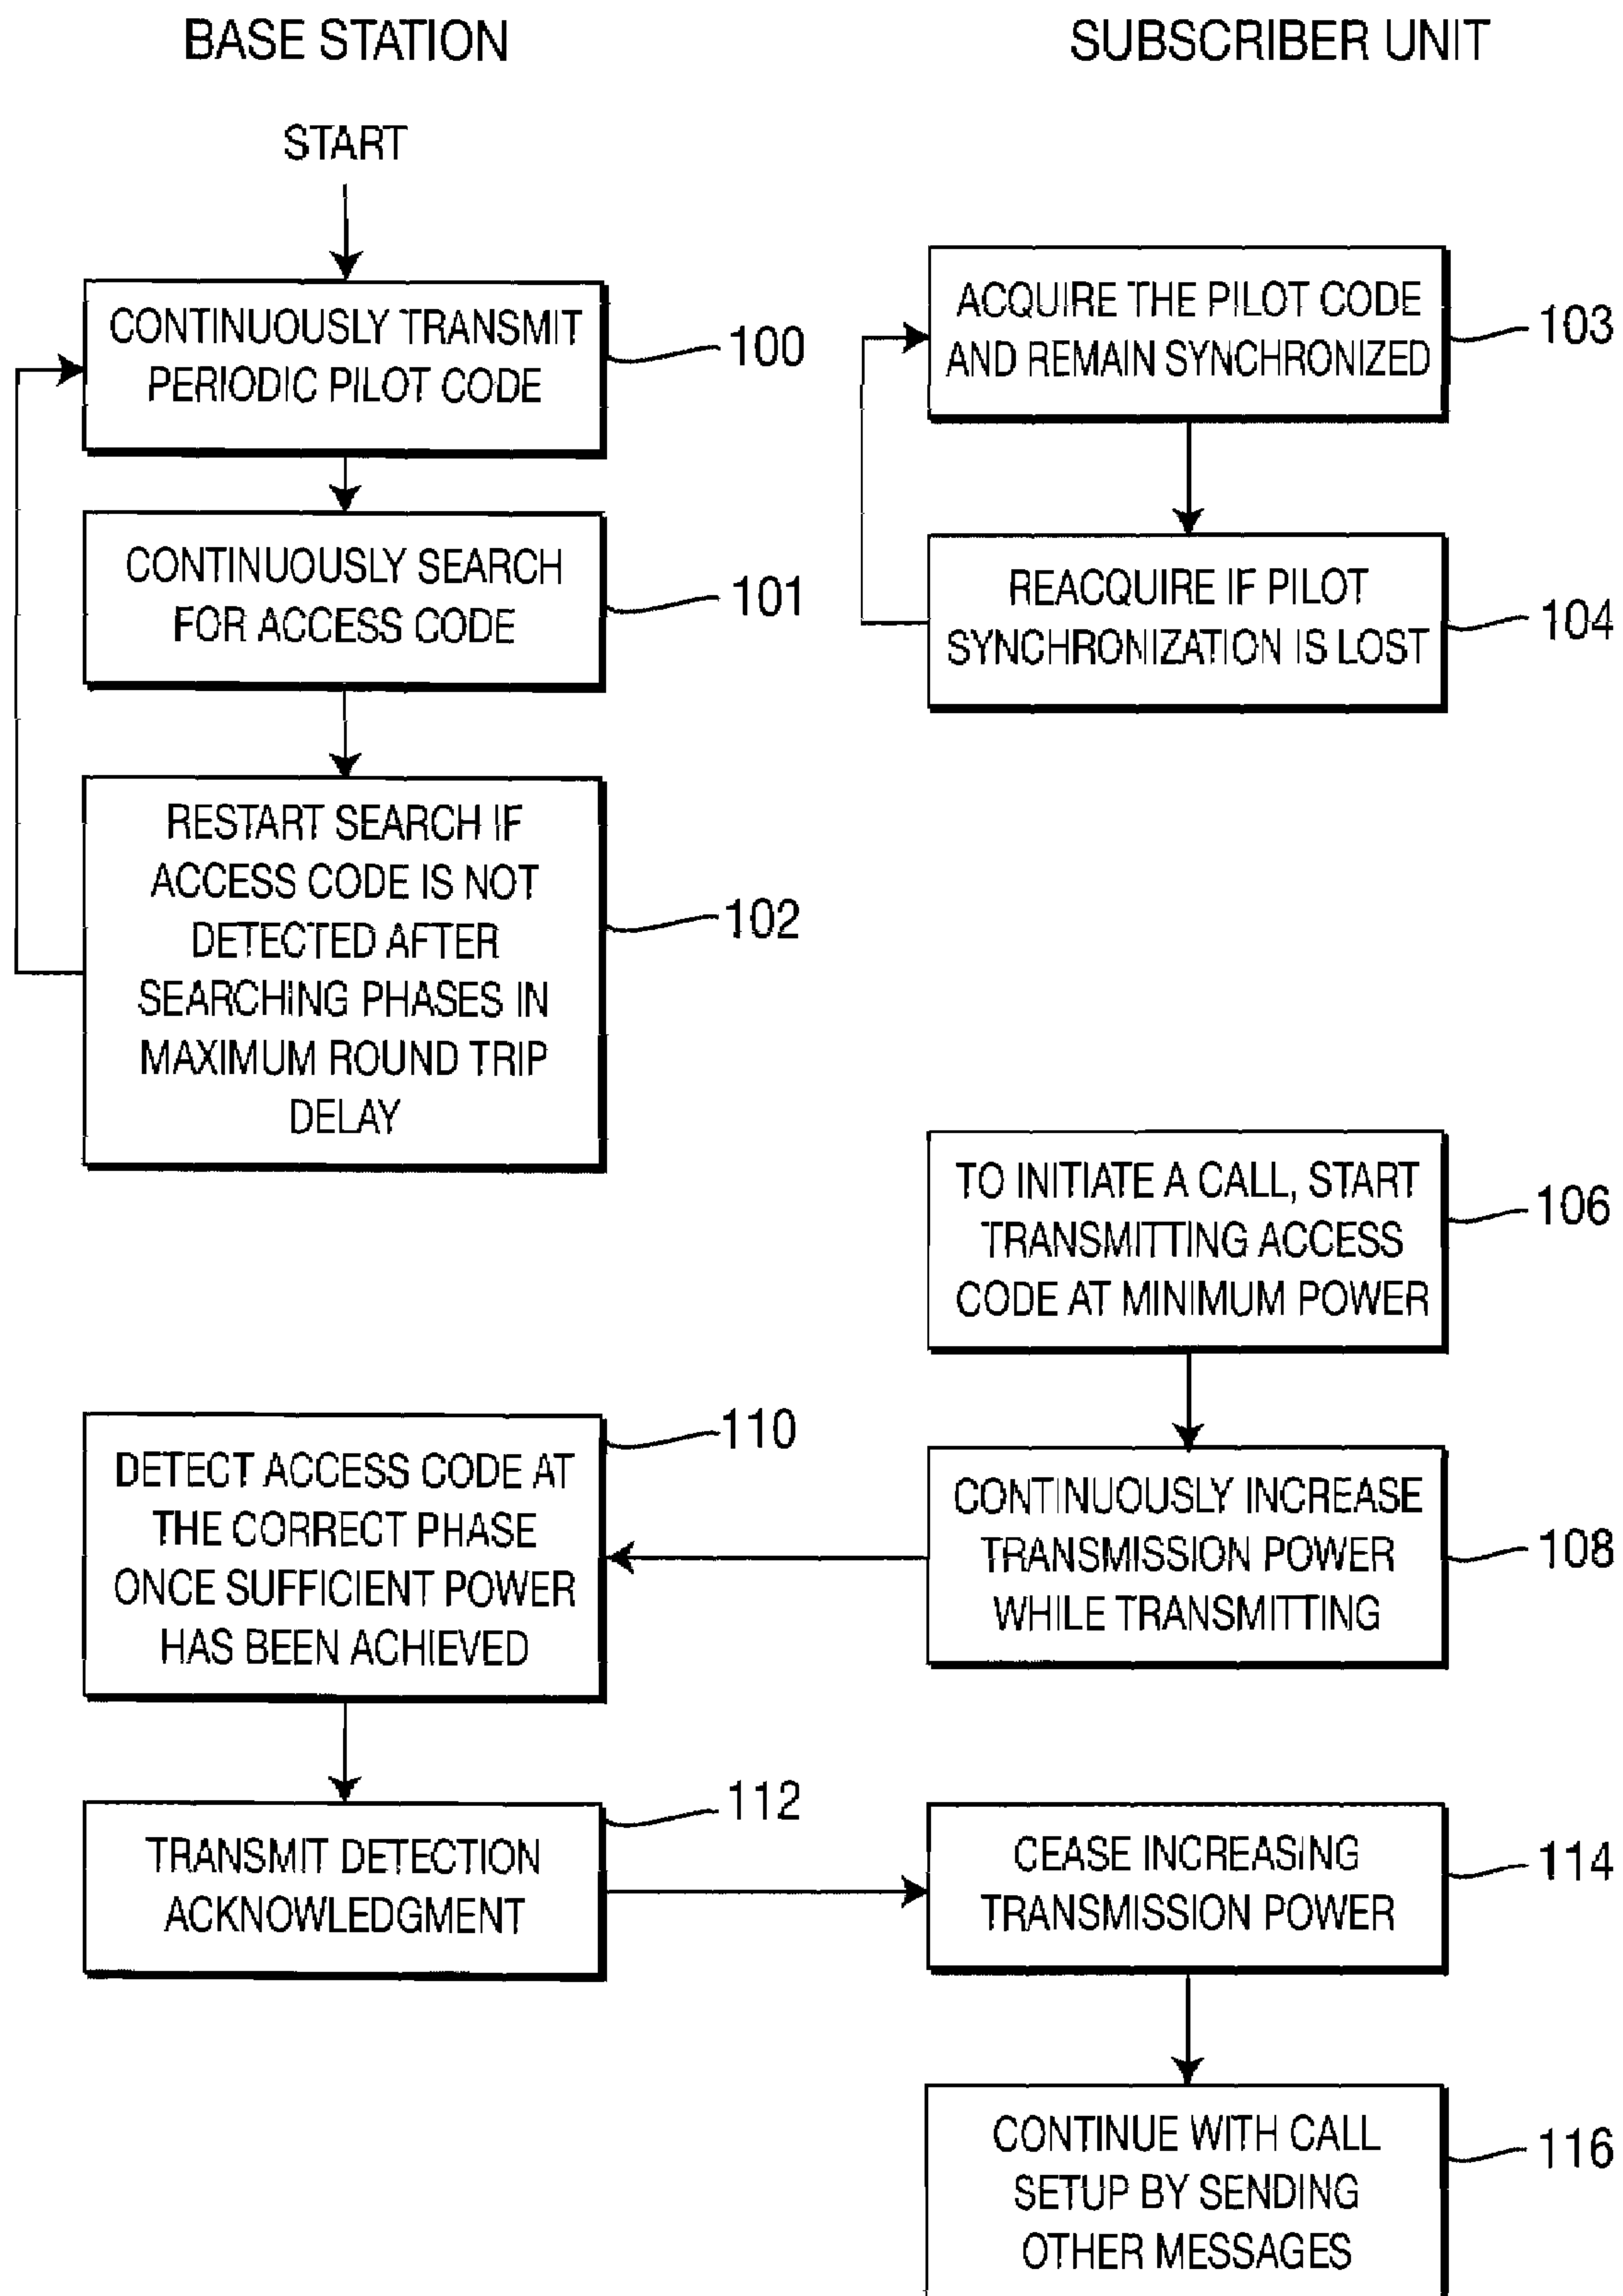 BASE STATION
SUBSCRIBER UNIT
START
CONTINUOUSLY TRANSMIT
PERIODIC PILOT CODE
100
CONTINUOUSLY SEARCH
FOR ACCESS CODE
101
RESTART SEARCH IF
ACCESS CODE IS NOT
DETECTED AFTER
SEARCHING PHASES IN
MAXIMUM ROUND TRIP
DELAY
102
ACQUIRE THE PILOT CODE
AND REMAIN SYNCHRONIZED
103
REACQUIRE IF PILOT
SYNCHRONIZATION IS LOST
104
TO INITIATE A CALL, START
TRANSMITTING ACCESS
CODE AT MINIMUM POWER
106
CONTINUOUSLY INCREASE
TRANSMISSION POWER
WHILE TRANSMITTING
108
DETECT ACCESS CODE AT
THE CORRECT PHASE
ONCE SUFFICIENT POWER
HAS BEEN ACHIEVED
110
TRANSMIT DETECTION
ACKNOWLEDGMENT
112
CEASE INCREASING
TRANSMISSION POWER
114
CONTINUE WITH CALL
SETUP BY SENDING
OTHER MESSAGES
116